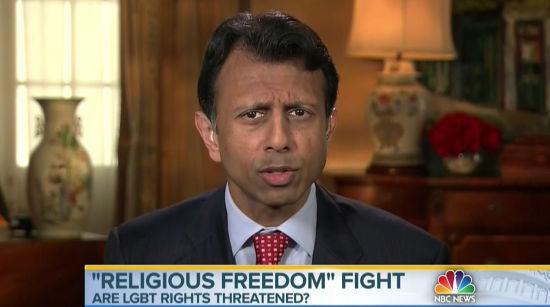 "RELIGIOUS FREEDOM" FIGHT
ARE LGBT RIGHTS THREATENED?
NBC NEWS